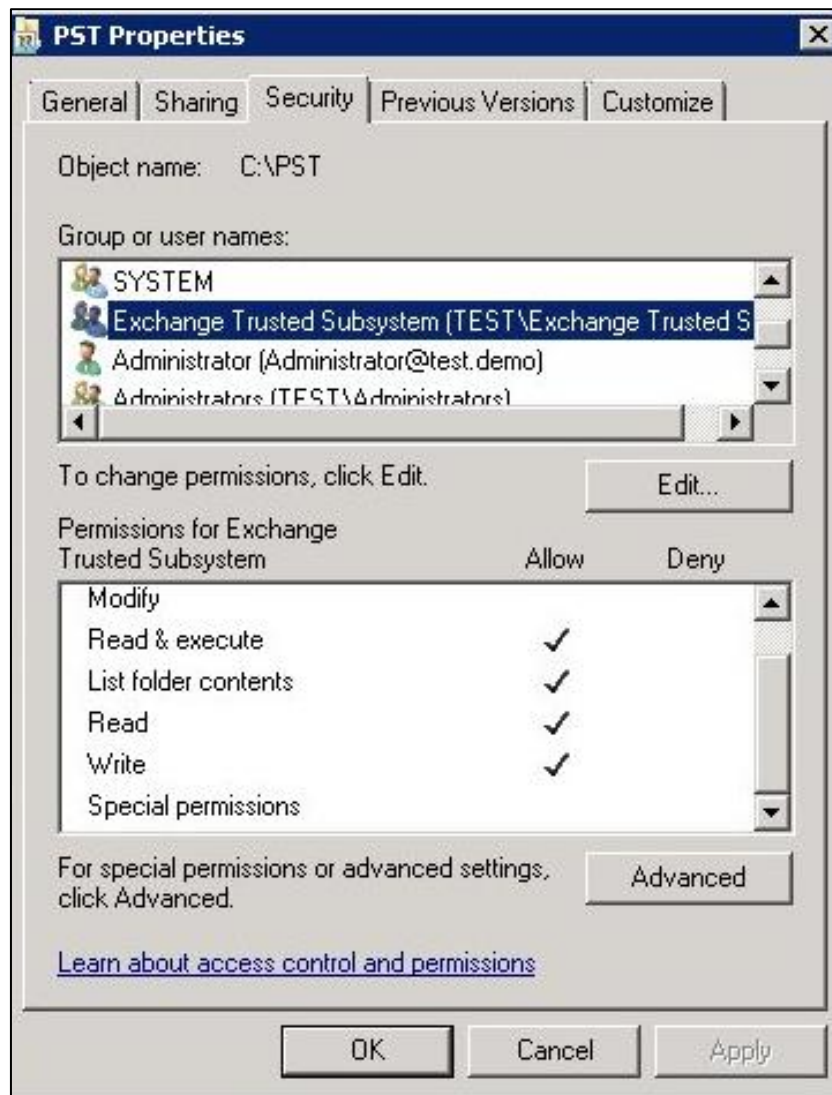 PST Properties
General Sharing Security Previous Versions Customize
Object name: C:\PST
Group or user names:
SYSTEM
Exchange Trusted Subsystem (TEST\Exchange Trusted S
Administrator (Administrator@test.demo)
Administrators (TEST\Administrators)
To change permissions, click Edit.
Edit...
Permissions for Exchange
Trusted Subsystem Allow Deny
Modify
Read & execute
List folder contents
Read
Write
Special permissions
For special permissions or advanced settings,
click Advanced.
Advanced
Learn about access control and permissions
OK Cancel Apply